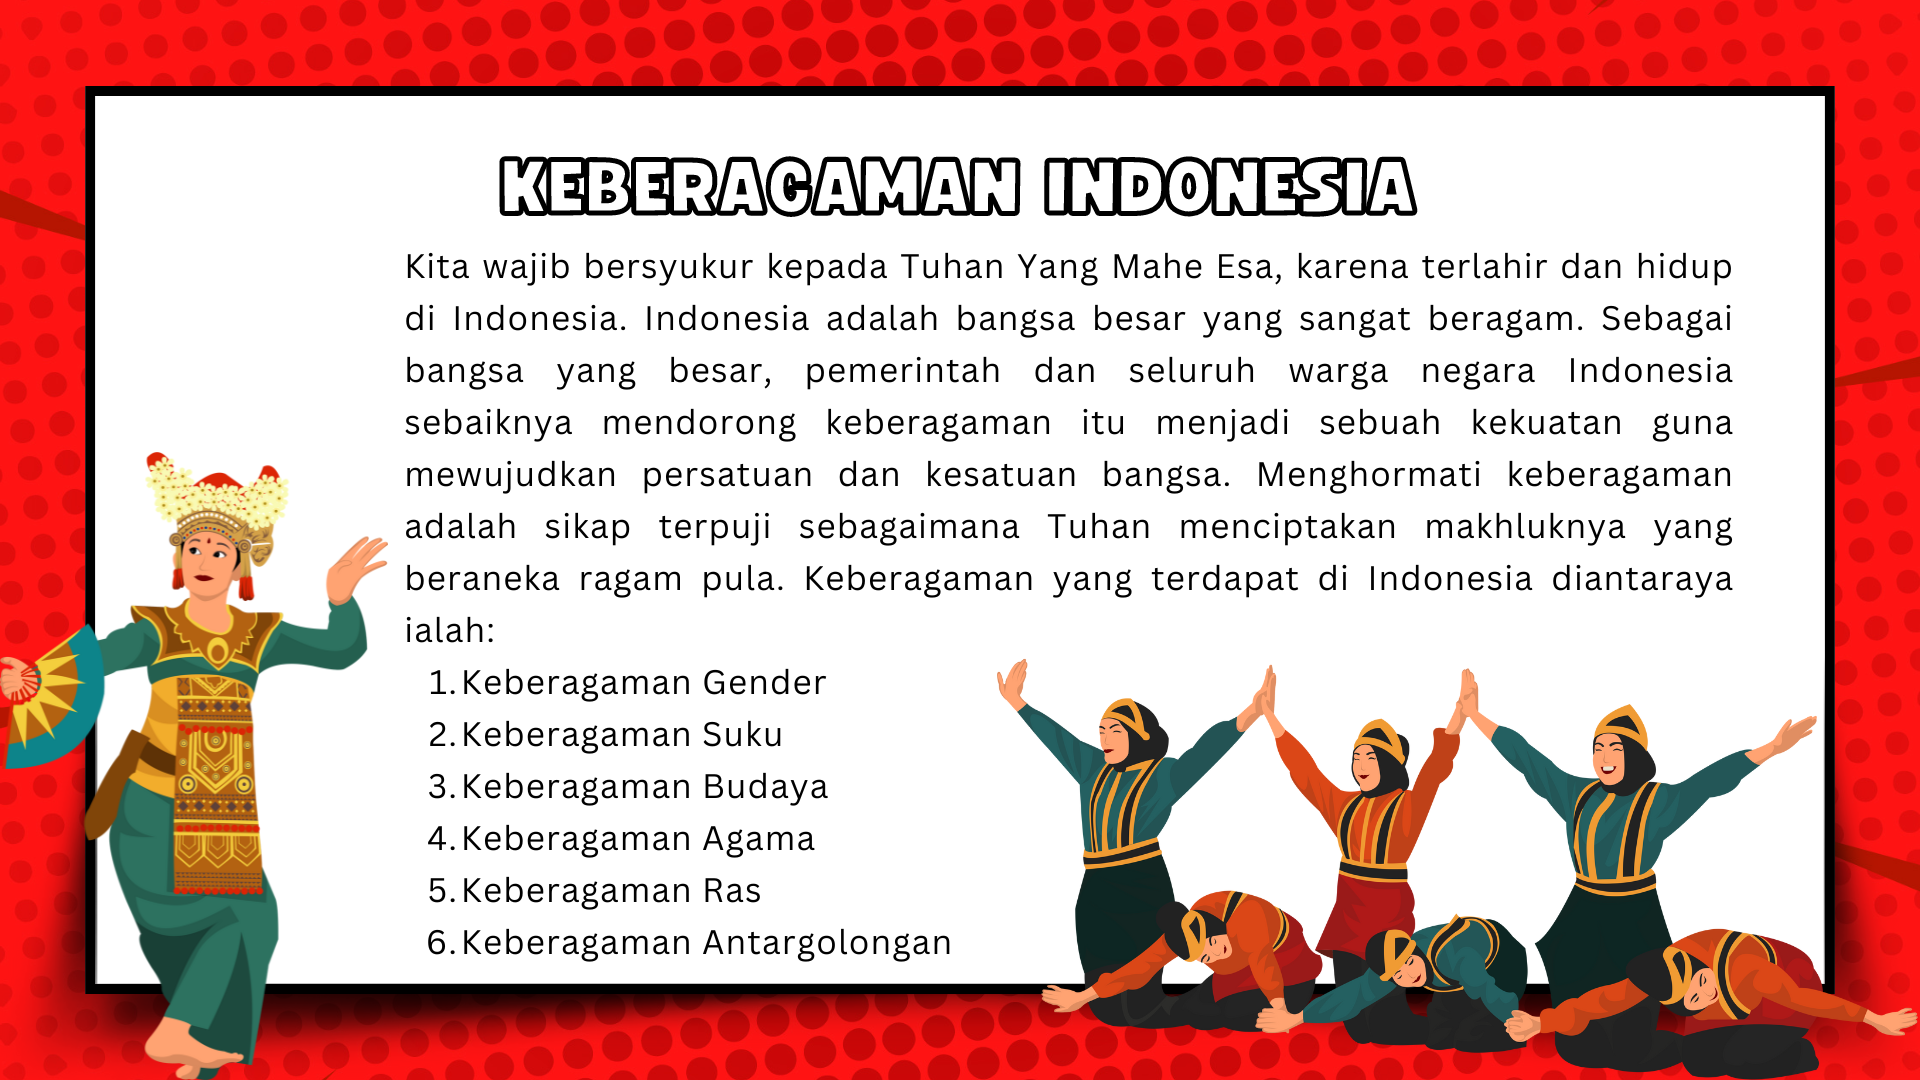 KEBERAGAMAN INDONESIA
Kita wajib bersyukur kepada Tuhan Yang Mahe Esa, karena terlahir dan hidup
di Indonesia. Indonesia adalah bangsa besar yang sangat beragam. Sebagai
bangsa yang besar, pemerintah dan seluruh warga negara Indonesia
sebaiknya mendorong keberagaman itu menjadi sebuah kekuatan guna
mewujudkan persatuan dan kesatuan bangsa. Menghormati keberagaman
adalah sikap terpuji sebagaimana Tuhan menciptakan makhluknya yang
beraneka ragam pula. Keberagaman yang terdapat di Indonesia diantaraya
ialah:
1. Keberagaman Gender
2. Keberagaman Suku
3. Keberagaman Budaya
4. Keberagaman Agama
5. Keberagaman Ras
6. Keberagaman Antargolongan